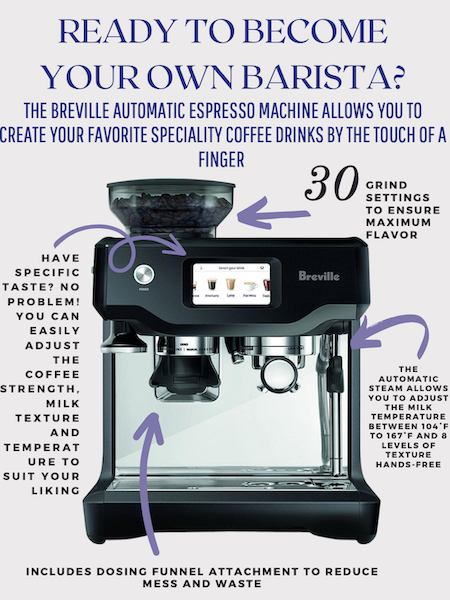 READY TO BECOME
YOUR OWN BARISTA?
THE BREVILLE AUTOMATIC ESPRESSO MACHINE ALLOWS YOU TO
CREATE YOUR FAVORITE SPECIALITY COFFEE DRINKS BY THE TOUCH OF A
FINGER
30
GRIND
SETTINGS
TO ENSURE
MAXIMUM
FLAVOR
HAVE
SPECIFIC
TASTE? NO
PROBLEM!
YOU CAN
EASILY
ADJUST
THE
COFFEE
STRENGTH,
MILK
TEXTURE
AND
TEMPERAT
URE TO
SUIT YOUR
LIKING
Select your drink
Americano
Latte
Flat White
POWER
Breville
THE
AUTOMATIC
STEAM ALLOWS
YOU TO ADJUST
THE MILK
TEMPERATURE
BETWEEN 104°F
TO 167°F AND 8
LEVELS OF
TEXTURE
HANDS-FREE
INCLUDES DOSING FUNNEL ATTACHMENT TO REDUCE
MESS AND WASTE